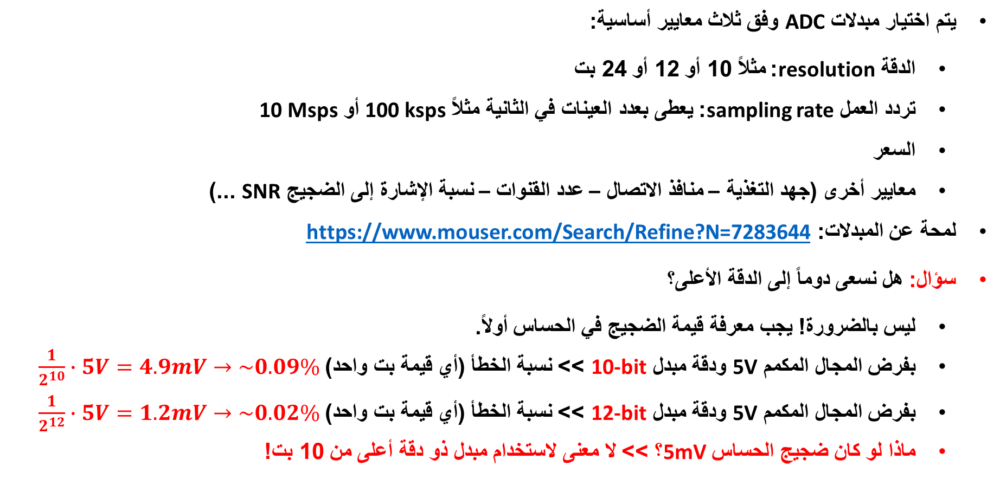 • يتم اختيار مبدلات ADC وفق ثلاث معايير أساسية:
• الدقة resolution: مثلاً 10 أو 12 أو 24 بت
• تردد العمل sampling rate: يعطى بعدد العينات في الثانية مثلاً 100 ksps أو 10 Msps
• السعر
• معايير أخرى (جهد التغذية – منافذ الاتصال – عدد القنوات – نسبة الإشارة إلى الضجيج SNR ...)
• لمحة عن المبدلات: https://www.mouser.com/Search/Refine?N=7283644
• سؤال: هل نسعى دوماً إلى الدقة الأعلى؟
• ليس بالضرورة! يجب معرفة قيمة الضجيج في الحساس أولاً.
• بفرض المجال المكمم 5V ودقة مبدل 10-bit >> نسبة الخطأ (أي قيمة بت واحد) $\frac{1}{2^{10}} \cdot 5V = 4.9mV \rightarrow \sim 0.09\%$
• بفرض المجال المكمم 5V ودقة مبدل 12-bit >> نسبة الخطأ (أي قيمة بت واحد) $\frac{1}{2^{12}} \cdot 5V = 1.2mV \rightarrow \sim 0.02\%$
• ماذا لو كان ضجيج الحساس 5mV؟ >> لا معنى لاستخدام مبدل ذو دقة أعلى من 10 بت!